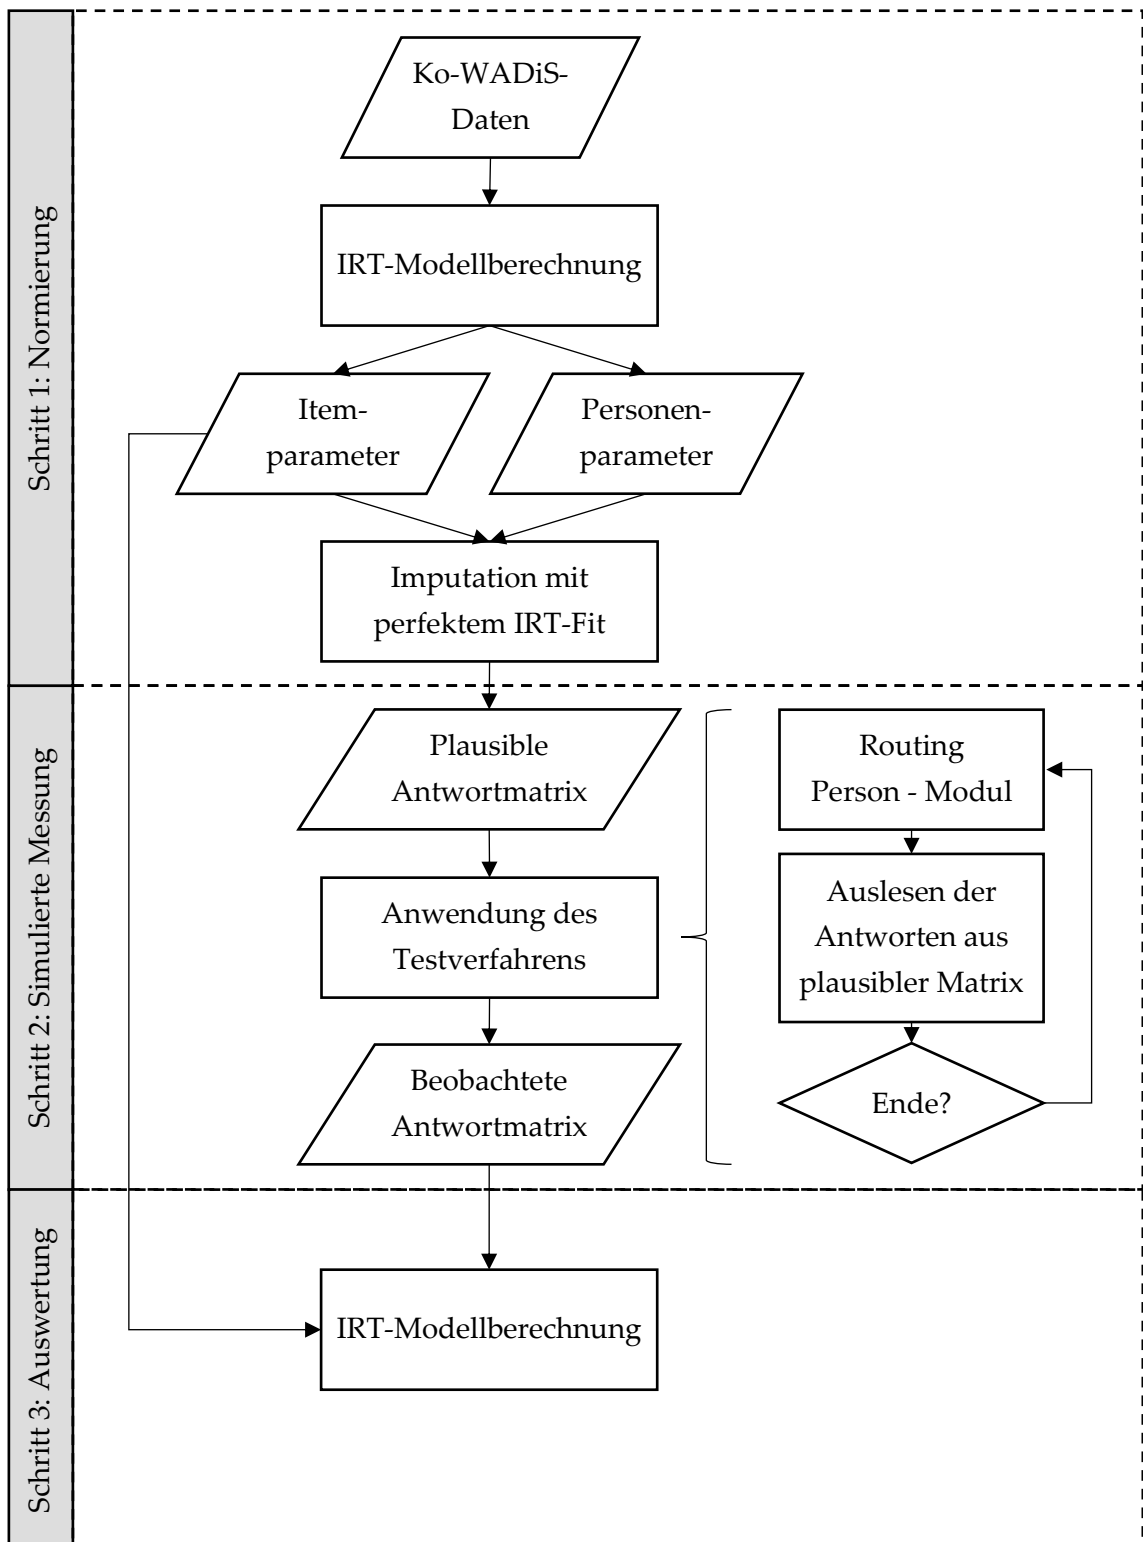 Schritt 1: Normierung
Ko-WADiS-
Daten
IRT-Modellberechnung
Item-
parameter
Personen-
parameter
Imputation mit
perfektem IRT-Fit
Schritt 2: Simulierte Messung
Plausible
Antwortmatrix
Anwendung des
Testverfahrens
Beobachtete
Antwortmatrix
Routing
Person - Modul
Auslesen der
Antworten aus
plausibler Matrix
Ende?
Schritt 3: Auswertung
IRT-Modellberechnung